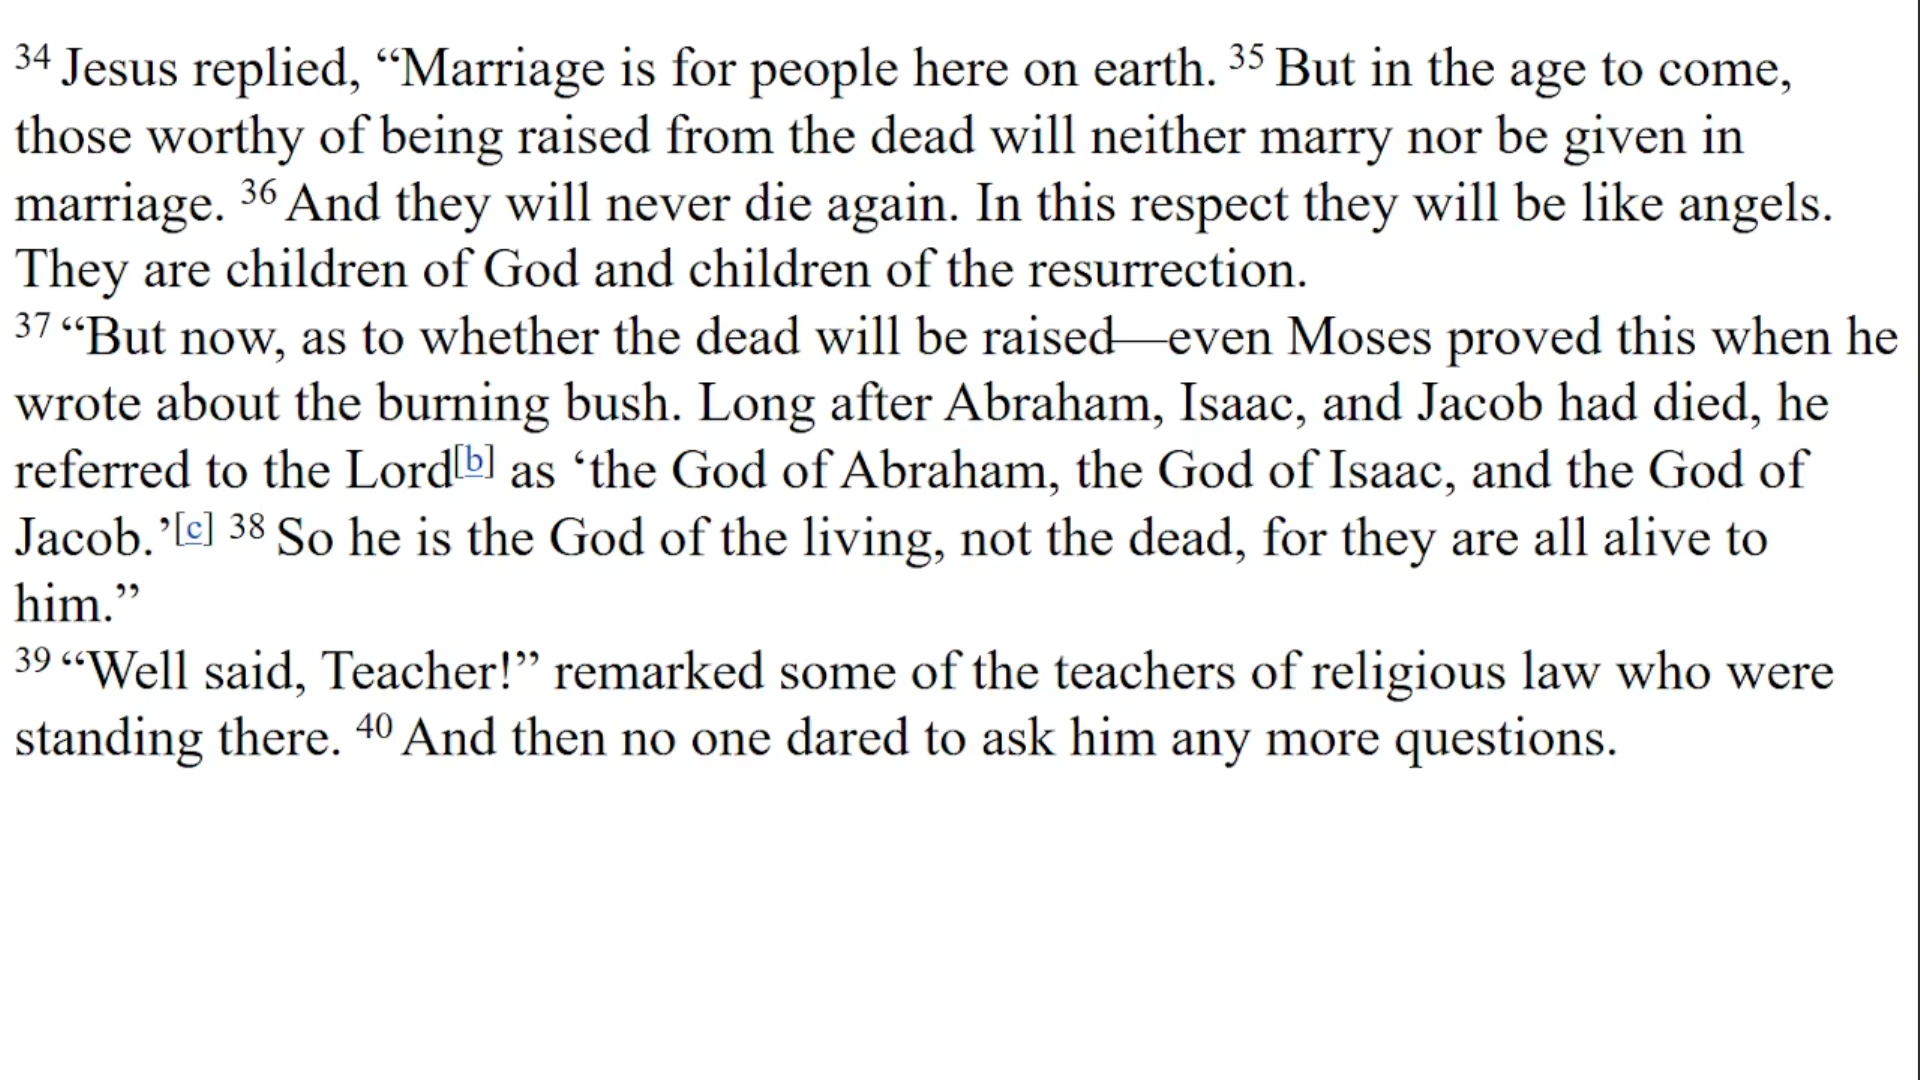 34 Jesus replied, “Marriage is for people here on earth. 35 But in the age to come,
those worthy of being raised from the dead will neither marry nor be given in
marriage. 36 And they will never die again. In this respect they will be like angels.
They are children of God and children of the resurrection.
37 “But now, as to whether the dead will be raised—even Moses proved this when he
wrote about the burning bush. Long after Abraham, Isaac, and Jacob had died, he
referred to the Lord[b] as ‘the God of Abraham, the God of Isaac, and the God of
Jacob.’[c] 38 So he is the God of the living, not the dead, for they are all alive to
him.”
39 “Well said, Teacher!” remarked some of the teachers of religious law who were
standing there. 40 And then no one dared to ask him any more questions.